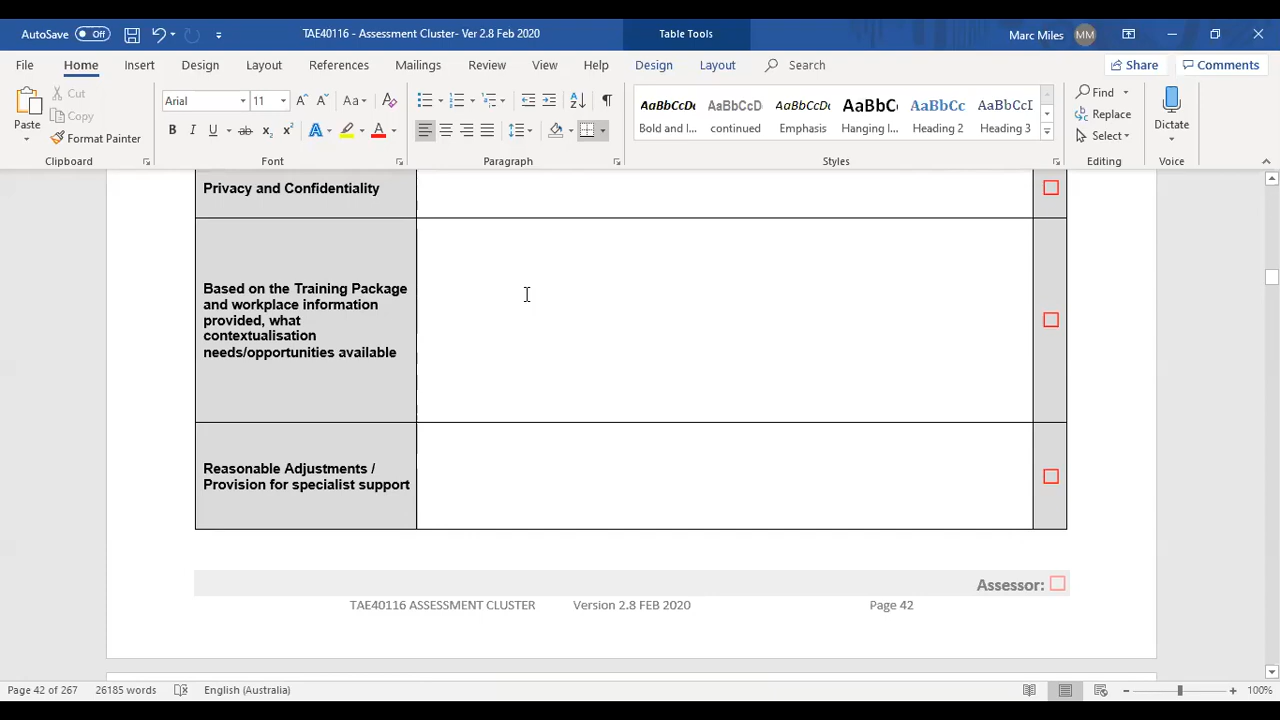 AutoSave Off
TAE40116 - Assessment Cluster- Ver 2.8 Feb 2020
Table Tools
Marc Miles MM
File Home Insert Design Layout References Mailings Review View Help Design Layout Search Share Comments
Paste
Cut
Copy
Format Painter
Clipboard
Arial 11
Font
Paragraph
AaBbCcDc AaBbCcD AaBbCcDc AaBbC AaBbCc AaBbCcI
Bold and I... continued Emphasis Hanging I... Heading 2 Heading 3
Styles
Find
Replace
Select
Editing
Dictate
Voice
Privacy and Confidentiality
Based on the Training Package
and workplace information
provided, what
contextualisation
needs/opportunities available
Reasonable Adjustments /
Provision for specialist support
Assessor:
TAE40116 ASSESSMENT CLUSTER Version 2.8 FEB 2020 Page 42
Page 42 of 267 26185 words English (Australia) 100%